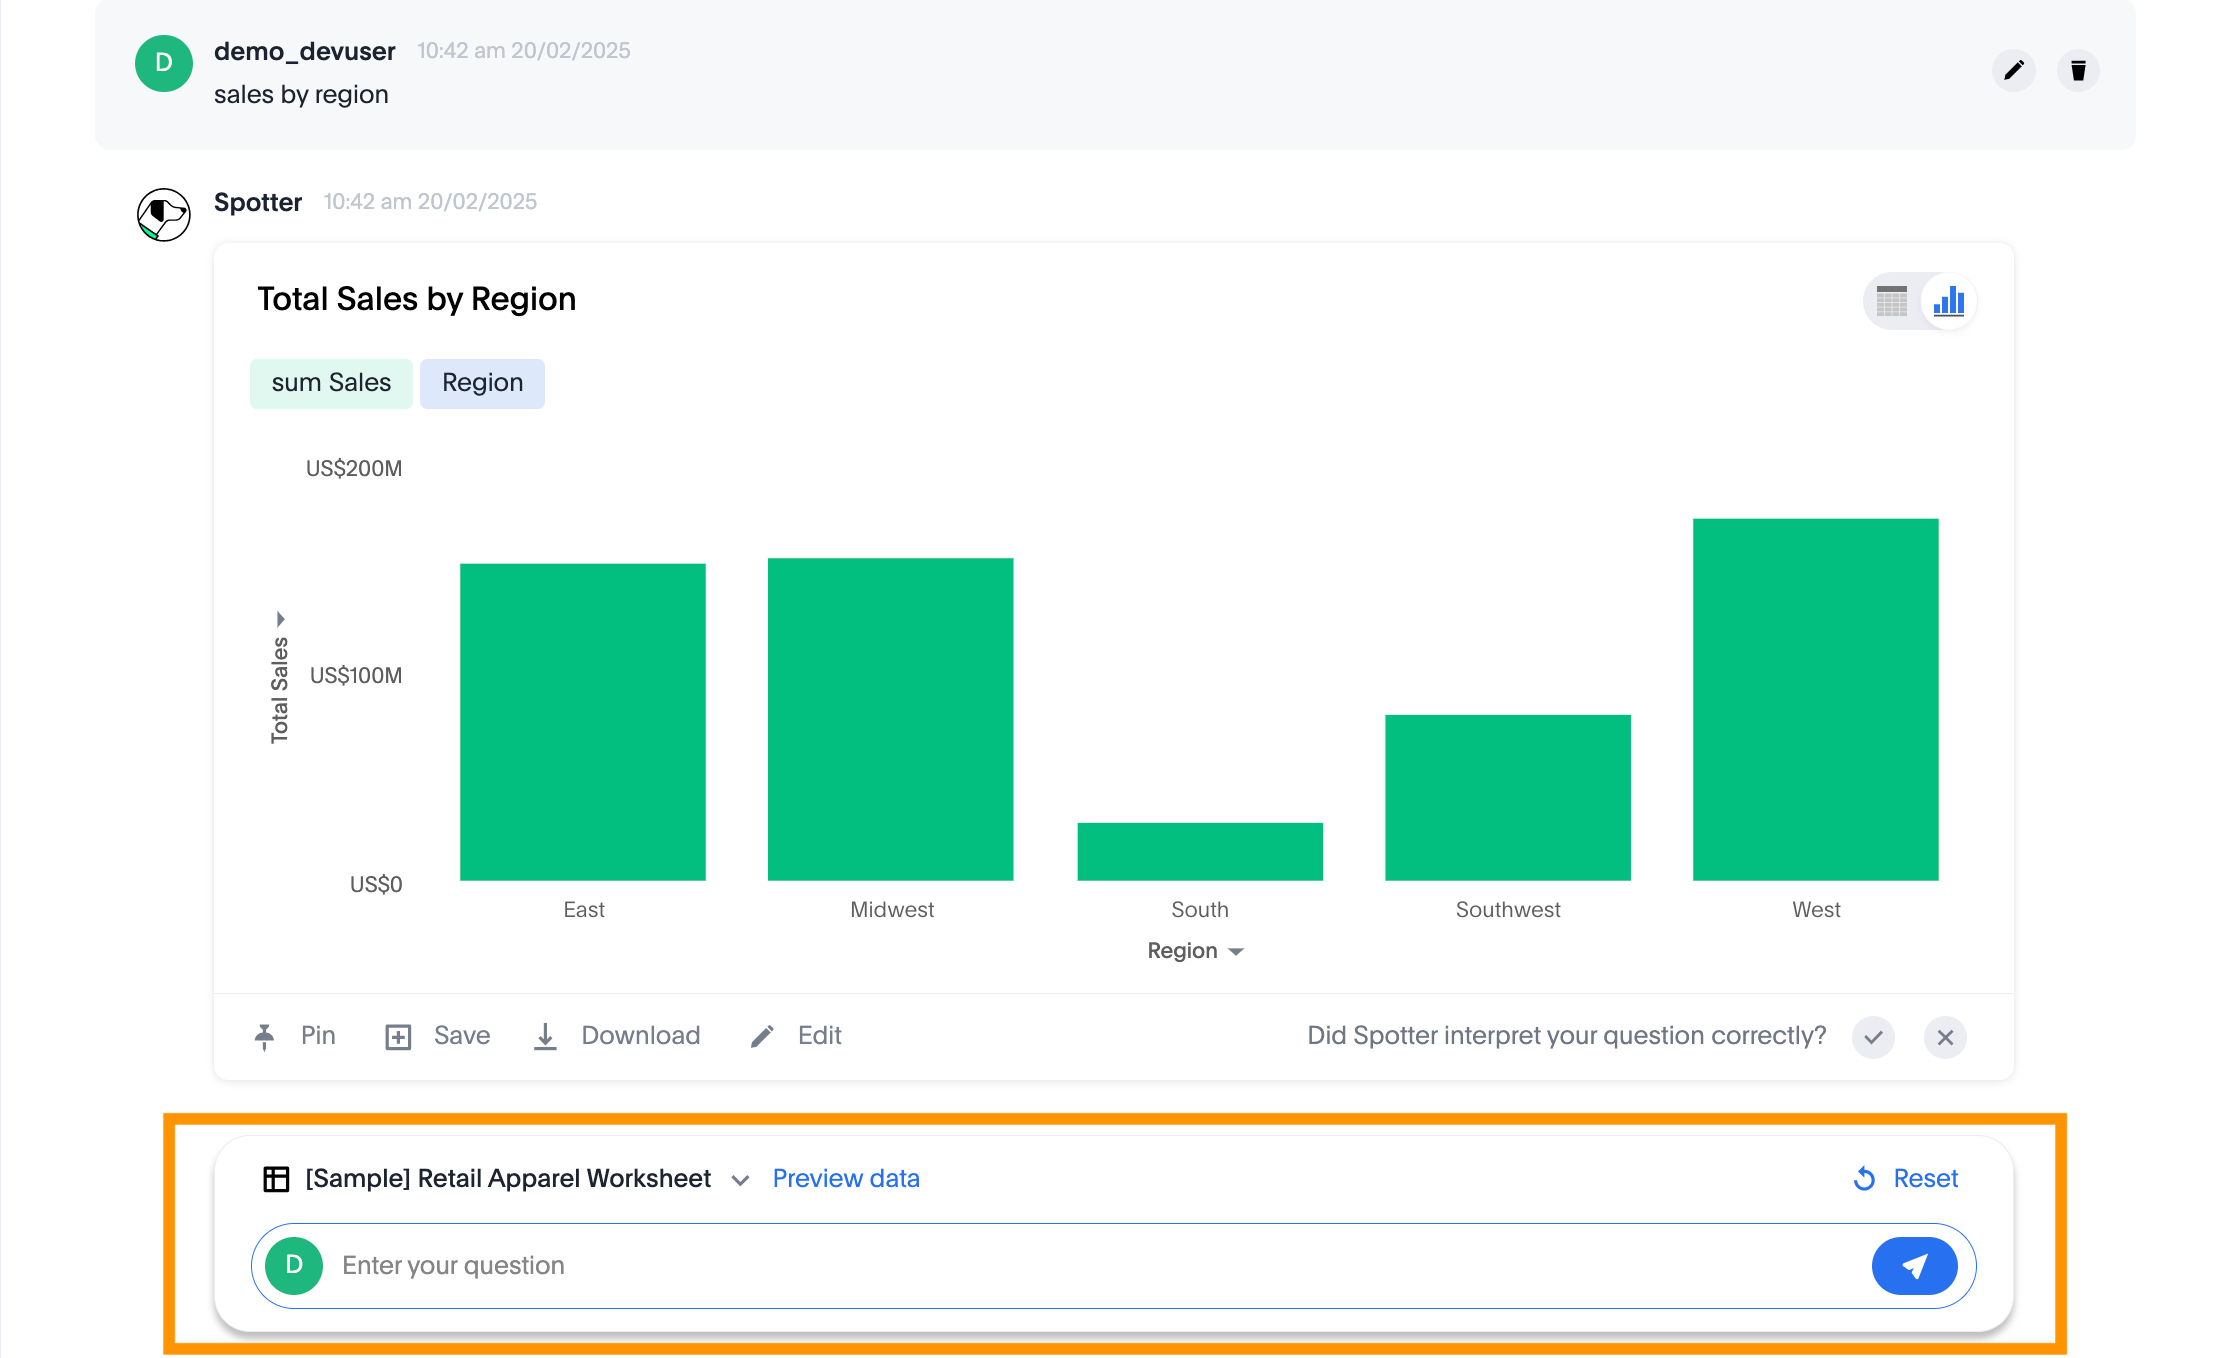 D
demo_devuser 10:42 am 20/02/2025
sales by region
Spotter 10:42 am 20/02/2025
Total Sales by Region
sum Sales Region
US$200M
US$100M
US$0
Total Sales
East Midwest South Southwest West
Region
Pin Save Download Edit Did Spotter interpret your question correctly?
[Sample] Retail Apparel Worksheet Preview data Reset
D Enter your question